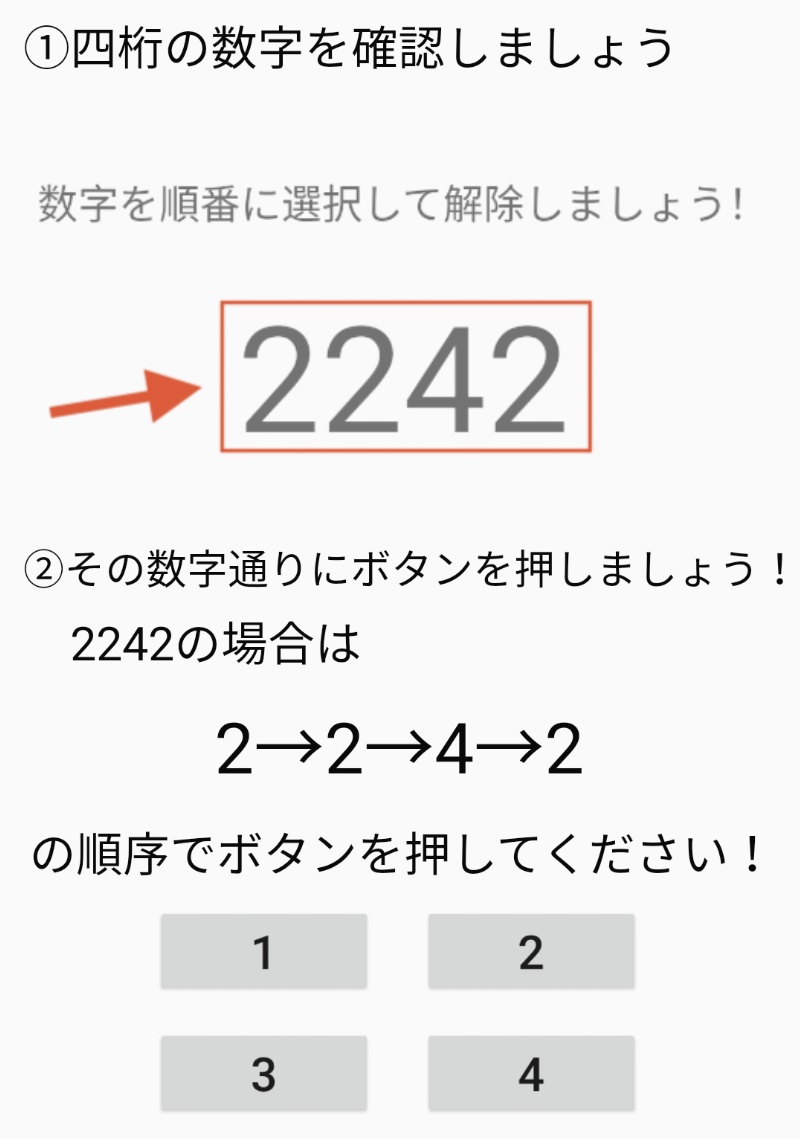 ①四桁の数字を確認しましょう
数字を順番に選択して解除しましょう!
2242
②その数字通りにボタンを押しましょう！
2242の場合は
2→2→4→2
の順序でボタンを押してください！
1 2
3 4